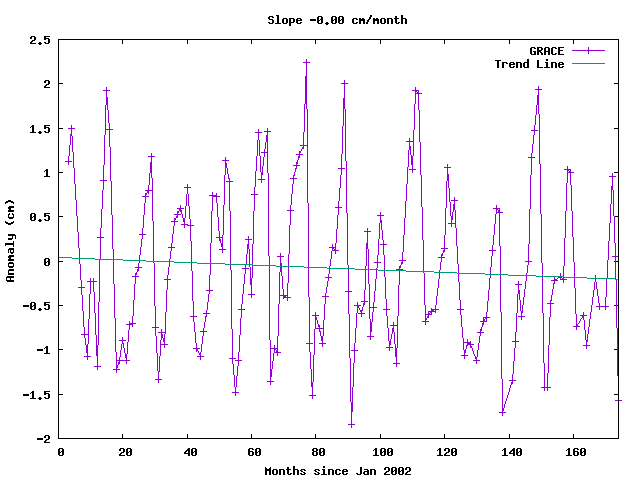 Slope -0.00 cm/month
2.5
2
1.5
1
0.5
0
-0.5
-1
-1.5
-2
Anomaly (cm)
GRACE
Trend Line
0 20 40 60 80 100 120 140 160
Months since Jan 2002